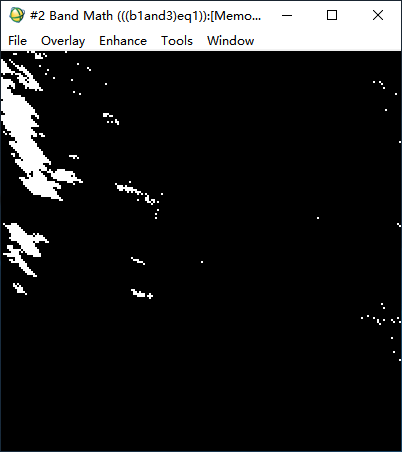 #2 Band Math (((b1and3)eq1)):[Memo...
File Overlay Enhance Tools Window